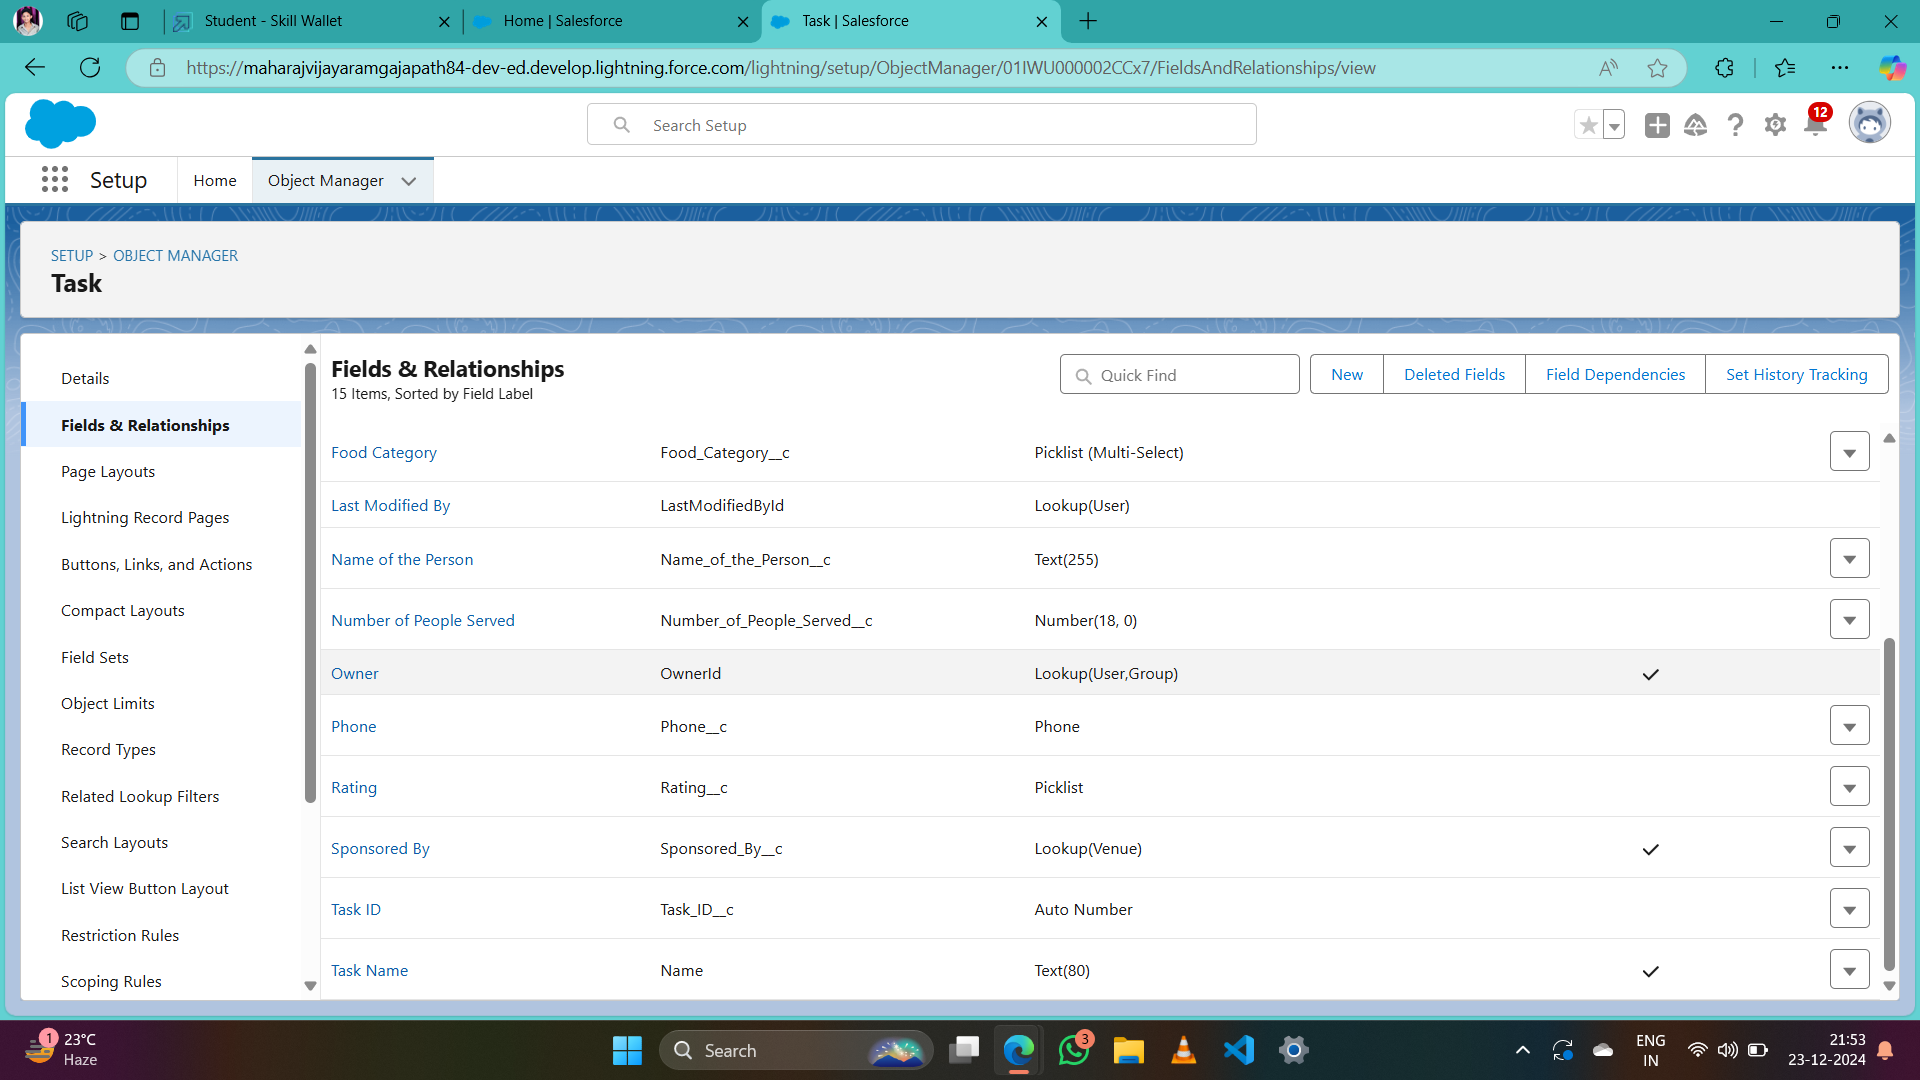 Student - Skill Wallet
Home | Salesforce
Task | Salesforce
https://maharajvijayaramgajapath84-dev-ed.develop.lightning.force.com/lightning/setup/ObjectManager/01IWU000002CCx7/FieldsAndRelationships/view
Search Setup
12
Setup
Home
Object Manager
SETUP > OBJECT MANAGER
Task
Details
Fields & Relationships
Page Layouts
Lightning Record Pages
Buttons, Links, and Actions
Compact Layouts
Field Sets
Object Limits
Record Types
Related Lookup Filters
Search Layouts
List View Button Layout
Restriction Rules
Scoping Rules
Fields & Relationships
15 Items, Sorted by Field Label
Quick Find
New
Deleted Fields
Field Dependencies
Set History Tracking
Food Category Food_Category__c Picklist (Multi-Select)
Last Modified By LastModifiedById Lookup(User)
Name of the Person Name_of_the_Person__c Text(255)
Number of People Served Number_of_People_Served__c Number(18, 0)
Owner OwnerId Lookup(User,Group)
Phone Phone__c Phone
Rating Rating__c Picklist
Sponsored By Sponsored_By__c Lookup(Venue)
Task ID Task_ID__c Auto Number
Task Name Name Text(80)
1
23°C
Haze
Search
3
ENG
IN
21:53
23-12-2024